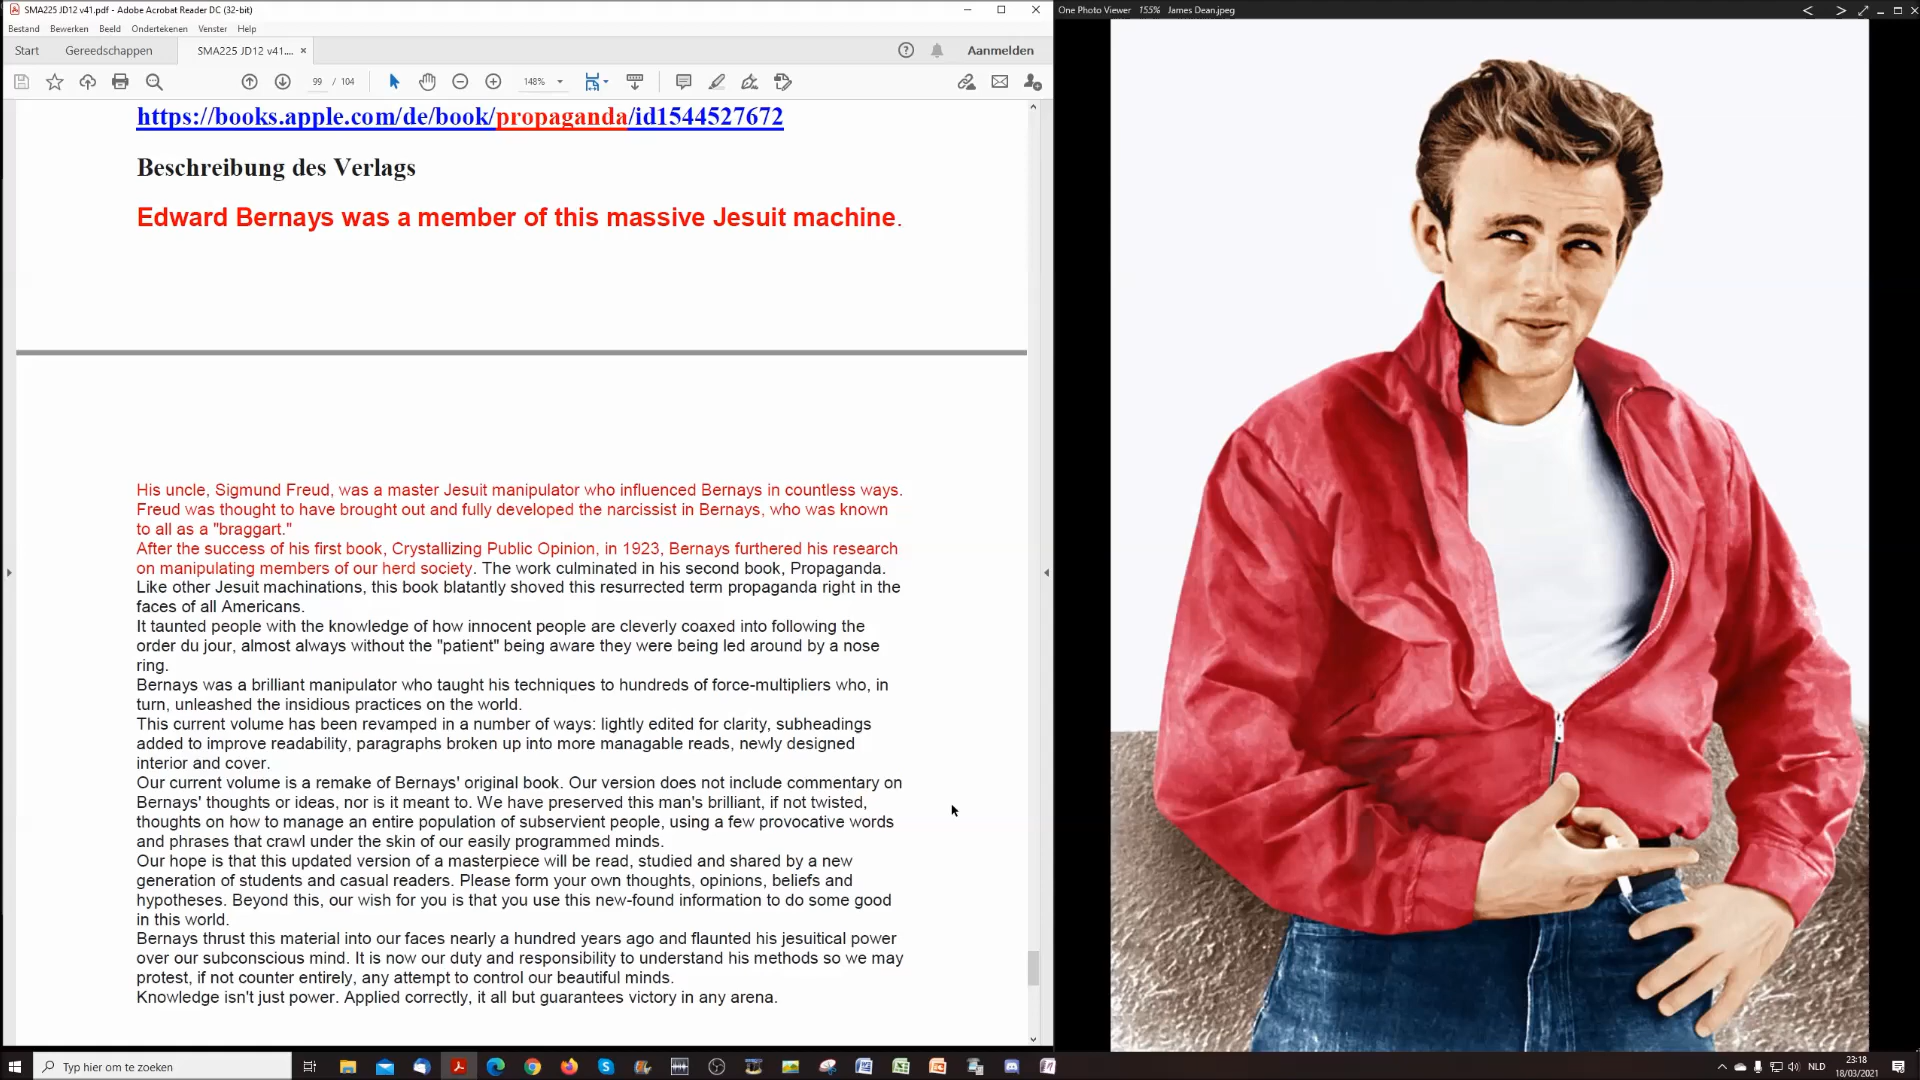 SMA225 JD12 v41.pdf - Adobe Acrobat Reader DC (32-bit)
One Photo Viewer 155% James Dean.jpeg
Bestand Bewerken Beeld Ondertekenen Venster Help
Start Gereedschappen SMA225 JD12 v41.... × Aanmelden
99 / 104 148%
https://books.apple.com/de/book/propaganda/id1544527672
Beschreibung des Verlags
Edward Bernays was a member of this massive Jesuit machine.
His uncle, Sigmund Freud, was a master Jesuit manipulator who influenced Bernays in countless ways.
Freud was thought to have brought out and fully developed the narcissist in Bernays, who was known
to all as a "braggart."
After the success of his first book, Crystallizing Public Opinion, in 1923, Bernays furthered his research
on manipulating members of our herd society. The work culminated in his second book, Propaganda.
Like other Jesuit machinations, this book blatantly shoved this resurrected term propaganda right in the
faces of all Americans.
It taunted people with the knowledge of how innocent people are cleverly coaxed into following the
order du jour, almost always without the "patient" being aware they were being led around by a nose
ring.
Bernays was a brilliant manipulator who taught his techniques to hundreds of force-multipliers who, in
turn, unleashed the insidious practices on the world.
This current volume has been revamped in a number of ways: lightly edited for clarity, subheadings
added to improve readability, paragraphs broken up into more managable reads, newly designed
interior and cover.
Our current volume is a remake of Bernays' original book. Our version does not include commentary on
Bernays' thoughts or ideas, nor is it meant to. We have preserved this man's brilliant, if not twisted,
thoughts on how to manage an entire population of subservient people, using a few provocative words
and phrases that crawl under the skin of our easily programmed minds.
Our hope is that this updated version of a masterpiece will be read, studied and shared by a new
generation of students and casual readers. Please form your own thoughts, opinions, beliefs and
hypotheses. Beyond this, our wish for you is that you use this new-found information to do some good
in this world.
Bernays thrust this material into our faces nearly a hundred years ago and flaunted his jesuitical power
over our subconscious mind. It is now our duty and responsibility to understand his methods so we may
protest, if not counter entirely, any attempt to control our beautiful minds.
Knowledge isn't just power. Applied correctly, it all but guarantees victory in any arena.
Typ hier om te zoeken
NLD
23:18
18/03/2021